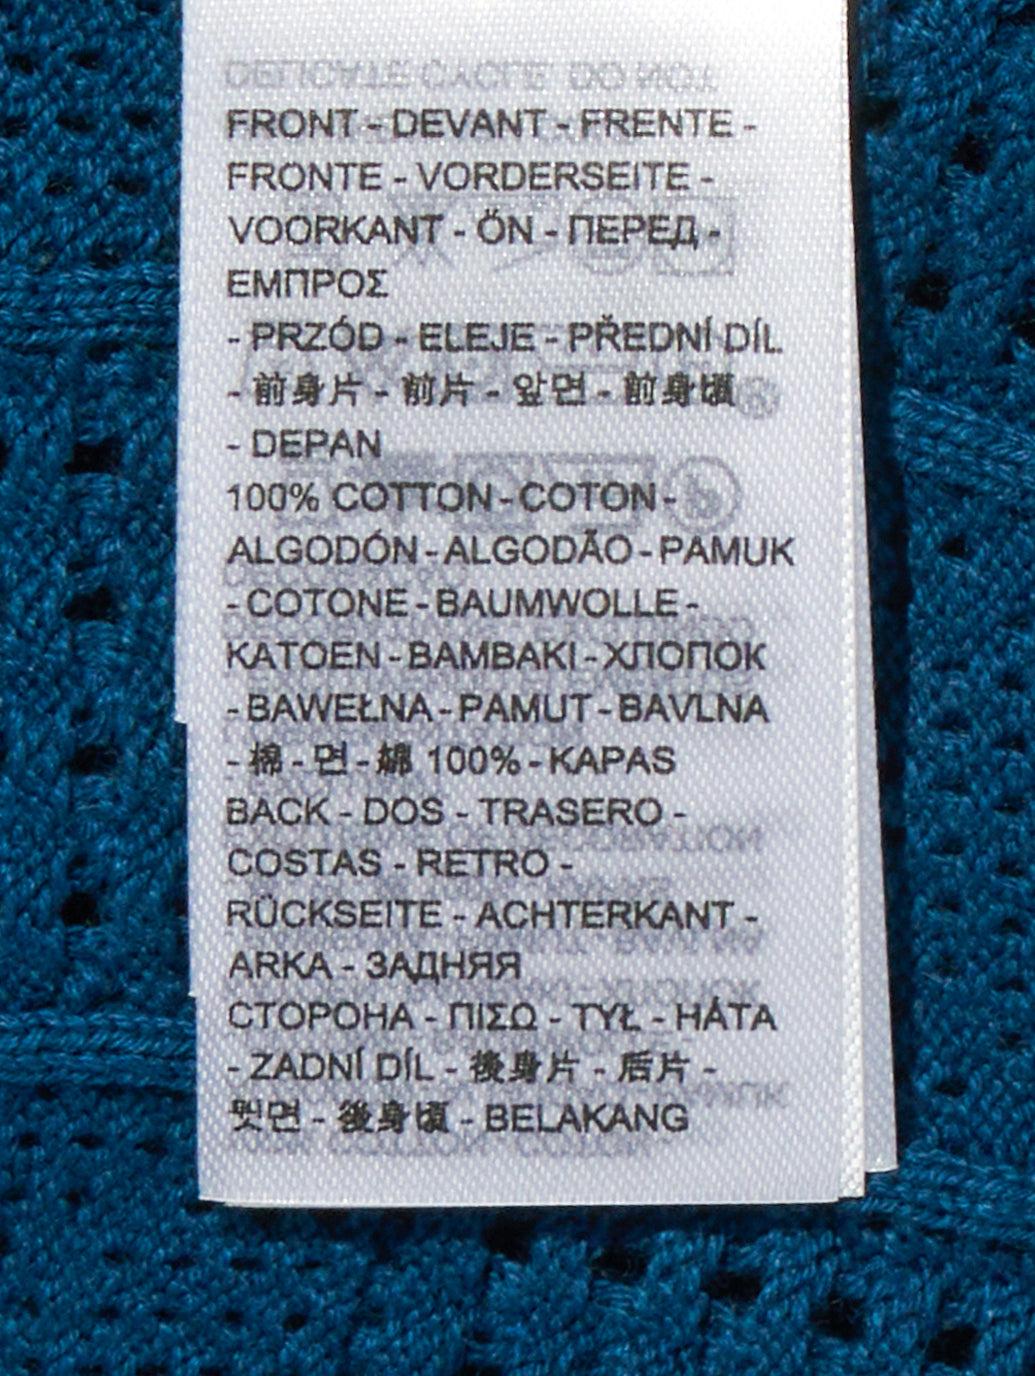 FRONT - DEVANT - FRENTE -
FRONTE - VORDERSEITE -
VOORKANT - ÖN - ПЕРЕД -
ΕΜΠΡΟΣ
- PRZÓD - ELEJE - PŘEDNÍ DÍL
- 前身片 - 前片 - 앞면 - 前身頃
- DEPAN
100% COTTON - COTON -
ALGODÓN - ALGODÃO - PAMUK
- COTONE - BAUMWOLLE -
KATOEN - BAMBAKI - ХЛОПОК
- BAWEŁNA - PAMUT - BAVLNA
- 棉 - 면 - 綿 100% - KAPAS
BACK - DOS - TRASERO -
COSTAS - RETRO -
RÜCKSEITE - ACHTERKANT -
ARKA - ЗАДНЯЯ
СТОРОНА - ΠΙΣΩ - TYŁ - HÁTA
- ZADNÍ DÍL - 後身片 - 后片 -
뒷면 - 後身頃 - BELAKANG